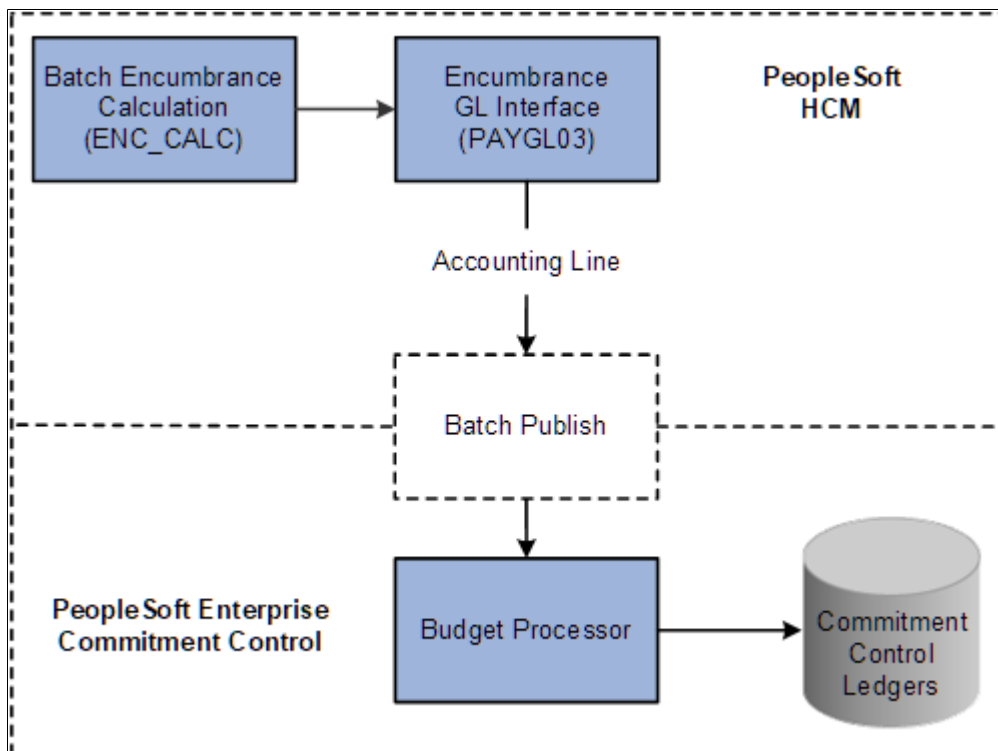 Batch Encumbrance
Calculation
(ENC_CALC)
Encumbrance
GL Interface
(PAYGL03)
PeopleSoft
HCM
Accounting Line
Batch Publish
PeopleSoft Enterprise
Commitment Control
Budget Processor
Commitment
Control
Ledgers